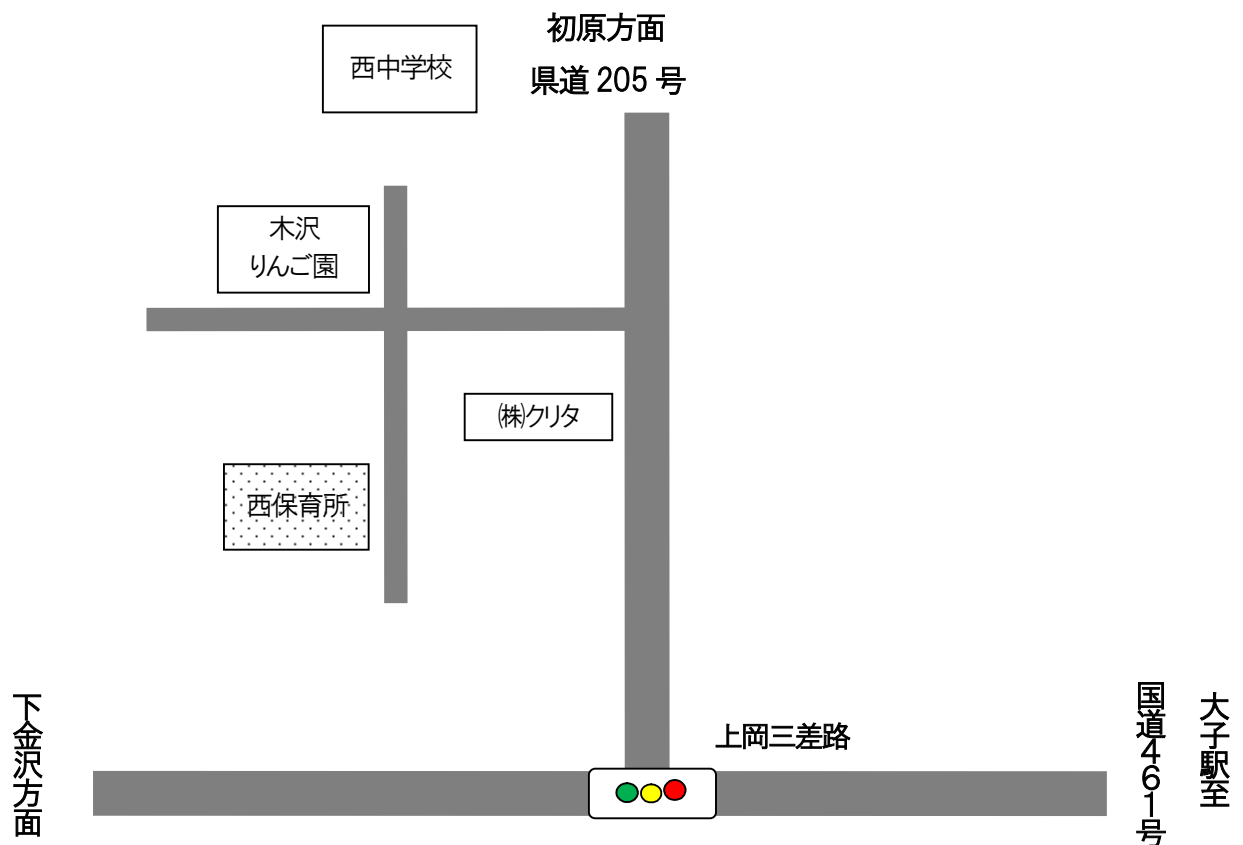 初原方面
県道 205 号
西中学校
木沢
りんご園
㈱クリタ
西保育所
上岡三差路
下金沢方面
国道461号
大子駅至